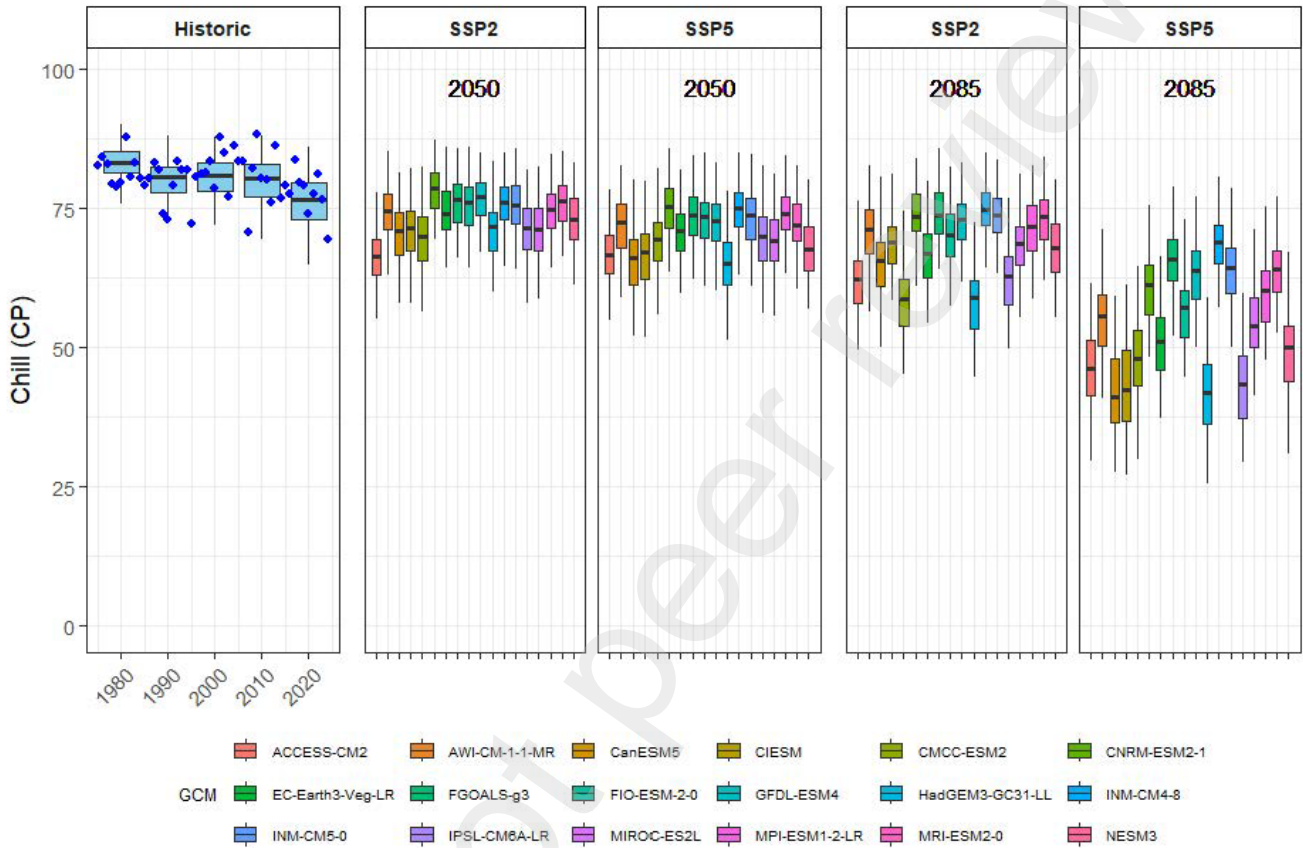 Historic SSP2 SSP5 SSP2 SSP5
2050 2050 2085 2085
100
75
50
25
0
Chill (CP)
1980 1990 2000 2010 2020
ACCESS-CM2 AWI-CM-1-1-MR CanESM5 CIESM CMCC-ESM2 CNRM-ESM2-1
GCM EC-Earth3-Veg-LR FGOALS-g3 FIO-ESM-2-0 GFDL-ESM4 HadGEM3-GC31-LL INM-CM4-8
INM-CM5-0 IPSL-CM6A-LR MIROC-ES2L MPI-ESM1-2-LR MRI-ESM2-0 NESM3
ot peer review